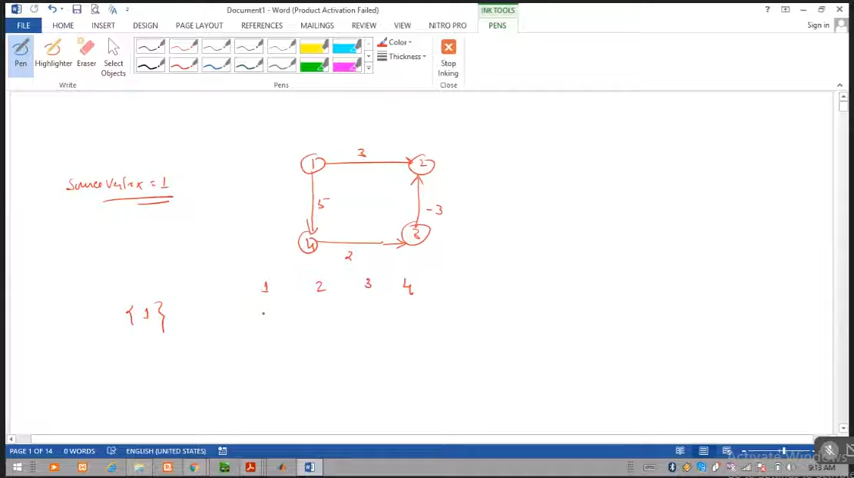 Document1 - Word (Product Activation Failed)
INK TOOLS
FILE HOME INSERT DESIGN PAGE LAYOUT REFERENCES MAILINGS REVIEW VIEW NITRO PRO PENS
Sign in
Pen Highlighter Eraser Select Objects
Color
Thickness
Stop Inking
Write Pens Close
1 3 2
Source Vertex = 1
5 -3
4 2 3
1 2 3 4
{ 1 }
Activate Windows
PAGE 1 OF 14 0 WORDS ENGLISH (UNITED STATES)
9:13 AM